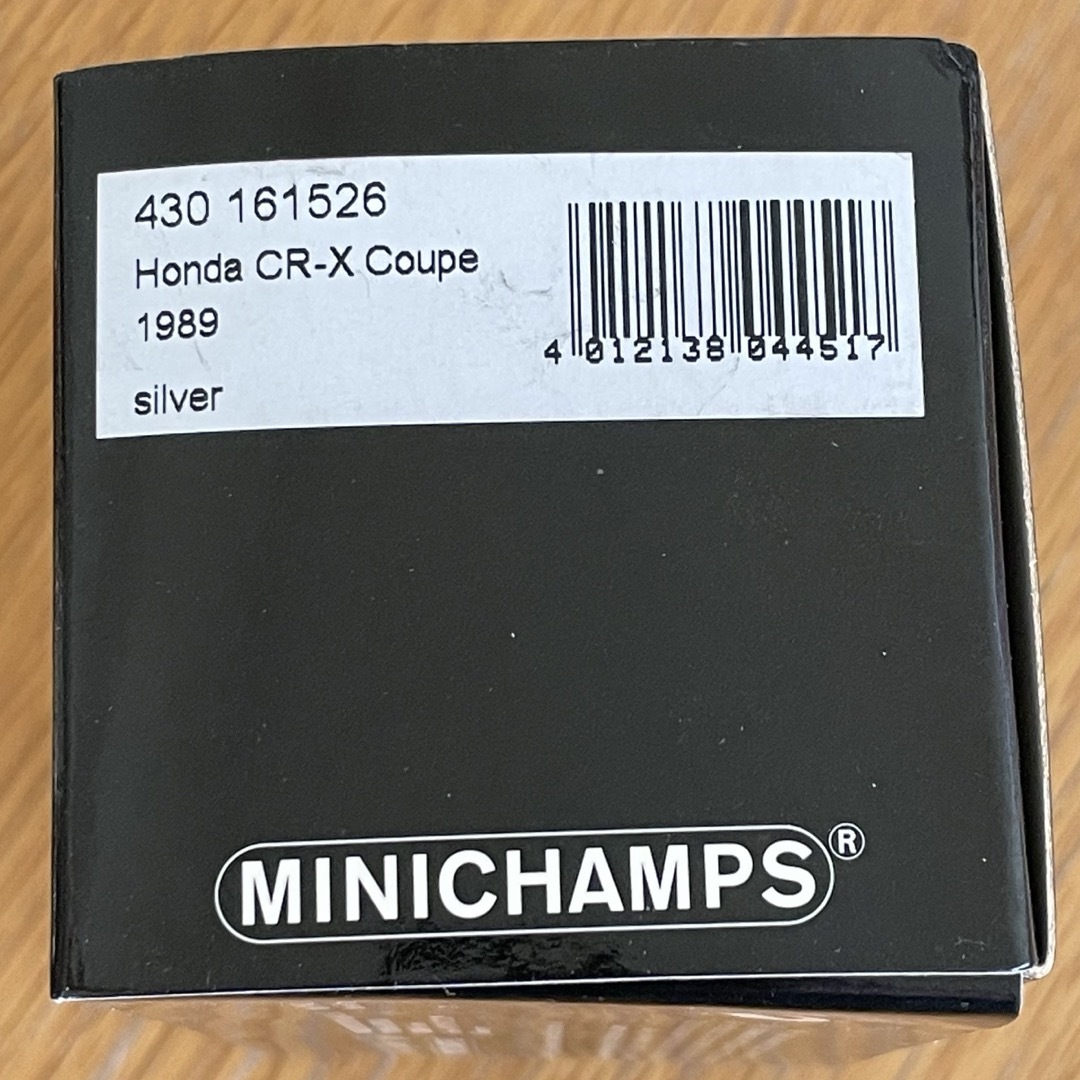 430 161526
Honda CR-X Coupe
1989
silver
4 012138 044517
MINICHAMPS®